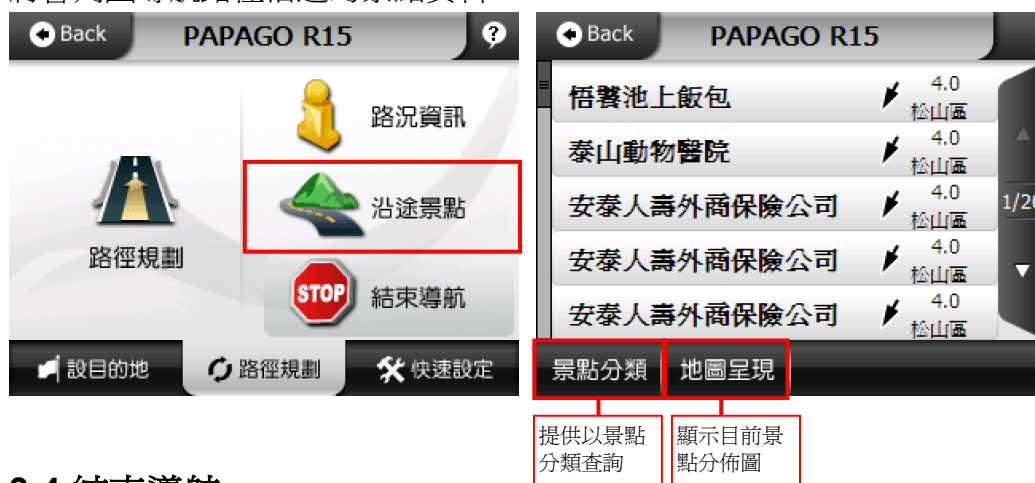 Back
PAPAGO R15
?
路況資訊
沿途景點
路徑規劃
STOP
結束導航
設目的地
路徑規劃
快速設定
Back
PAPAGO R15
悟饕池上飯包
4.0
松山區
泰山動物醫院
4.0
松山區
安泰人壽外商保險公司
4.0
松山區
1/20
安泰人壽外商保險公司
4.0
松山區
安泰人壽外商保險公司
4.0
松山區
景點分類
地圖呈現
提供以景點
分類查詢
顯示目前景
點分佈圖